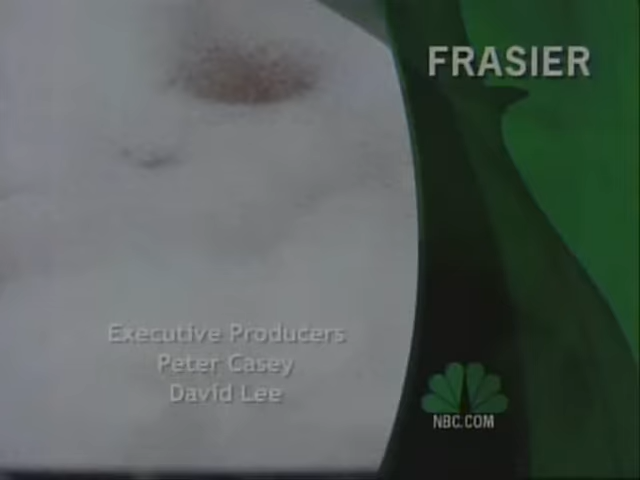 FRASIER
Executive Producers
Peter Casey
David Lee
NBC.COM